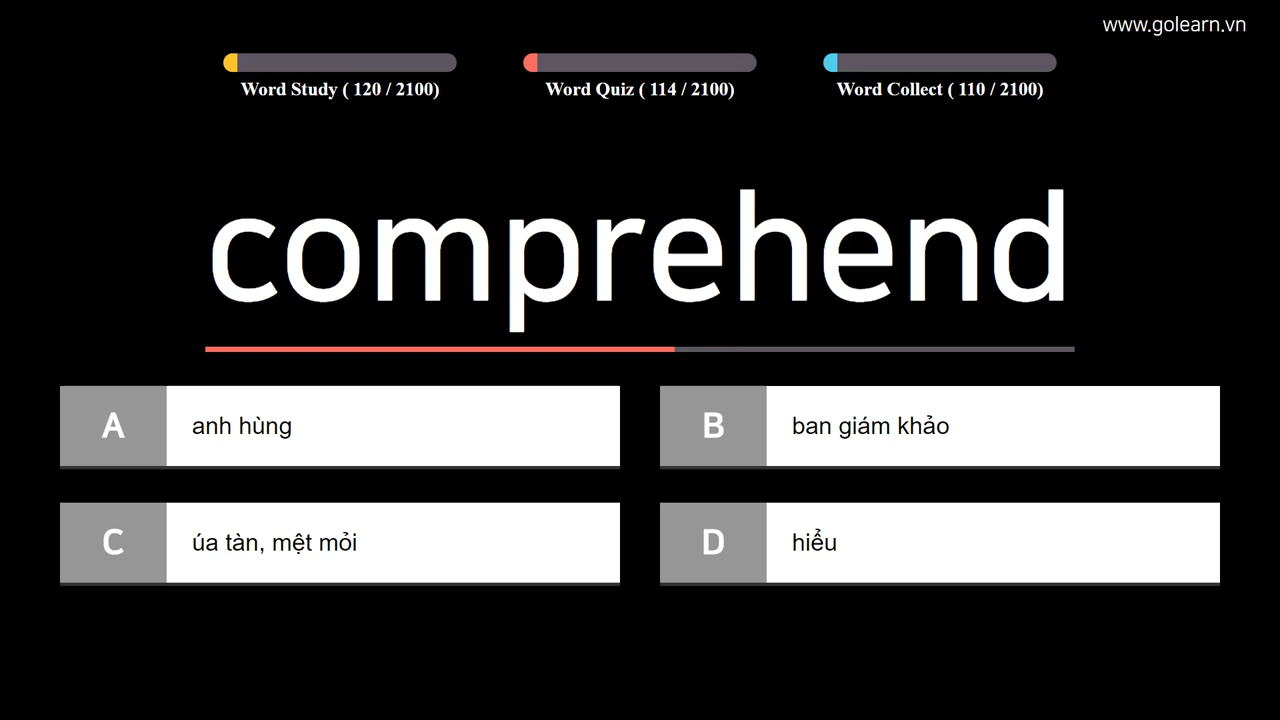 www.golearn.vn
Word Study ( 120 / 2100)
Word Quiz ( 114 / 2100)
Word Collect ( 110 / 2100)
comprehend
A anh hùng
B ban giám khảo
C úa tàn, mệt mỏi
D hiểu